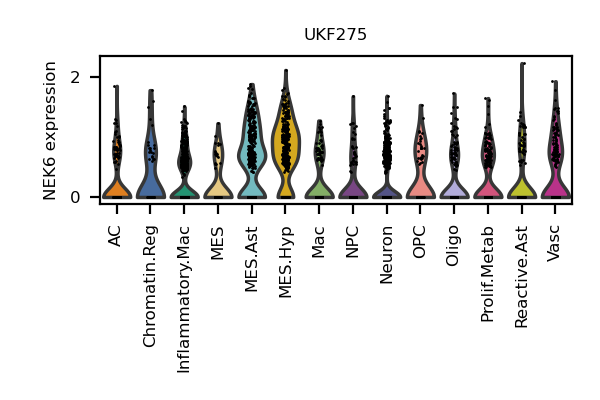 UKF275
NEK6 expression
2
0
AC
Chromatin.Reg
Inflammatory.Mac
MES
MES.Ast
MES.Hyp
Mac
NPC
Neuron
OPC
Oligo
Prolif.Metab
Reactive.Ast
Vasc